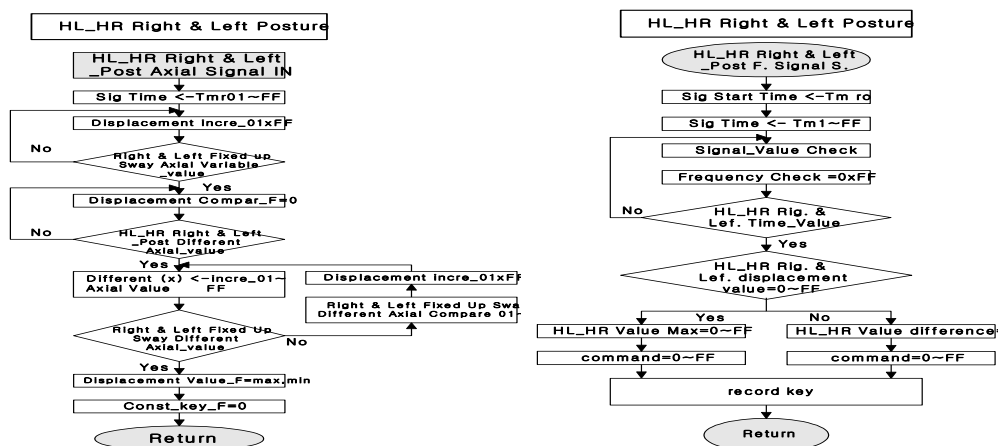 HL_HR Right & Left Posture
HL_HR Right & Left
_Post Axial Signal IN
Sig Time <-Tmr01~FF
Displacement Incre_01xFF
No
Right & Left Fixed up
Sway Axial Variable
_value
Yes
Displacement Compar_F=0
No
HL_HR Right & Left
_Post Different
Axial_value
Yes
Different (x) <-Incre_01~
Axial Value FF
Displacement Incre_01xFF
Right & Left Fixed Up Swa
Different Axial Compare 01~
Right & Left Fixed Up
Sway Different
Axial_value
No
Yes
Displacement Value_F=max,min
Const_key_F=0
Return
HL_HR Right & Left Posture
HL_HR Right & Left
_Post F. Signal S.
Sig Start Time <-Tm ro
Sig Time <- Tm1~FF
Signal_Value Check
Frequency Check =0xFF
No
HL_HR Rig. &
Lef. Time_Value
Yes
HL_HR Rig. &
Lef. displacement
value=0~FF
Yes
No
HL_HR Value Max=0~FF
HL_HR Value difference=
command=0~FF
command=0~FF
record key
Return